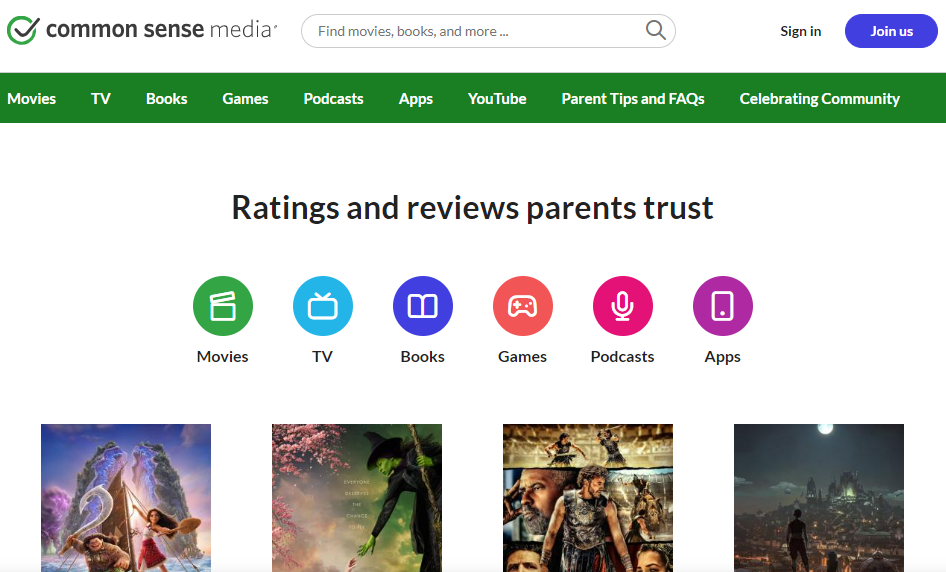 common sense media
Find movies, books, and more ...
Sign in
Join us
Movies TV Books Games Podcasts Apps YouTube Parent Tips and FAQs Celebrating Community
Ratings and reviews parents trust
Movies TV Books Games Podcasts Apps
EVERYONE
DESERVES
THE
CHANCE
TO FLY